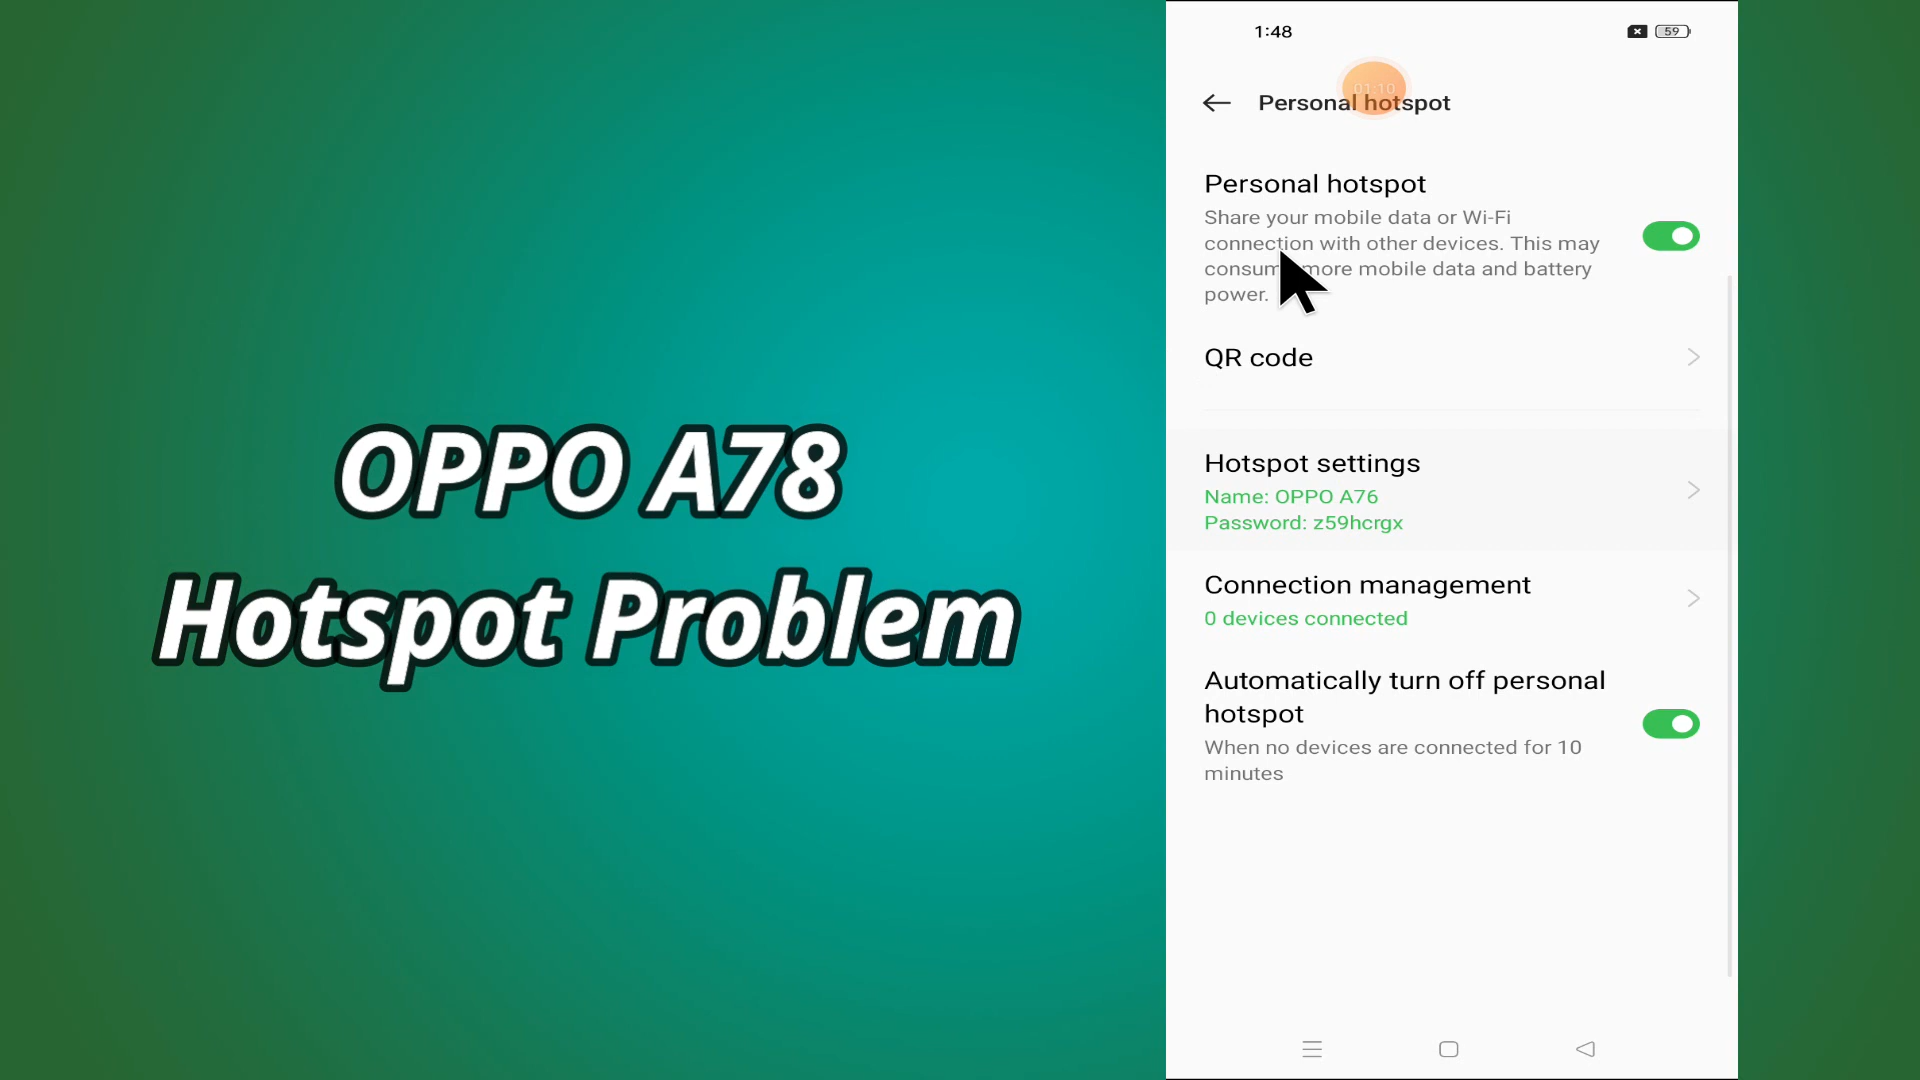 OPPO A78
Hotspot Problem
1:48
59
01:10
Personal hotspot
Personal hotspot
Share your mobile data or Wi-Fi
connection with other devices. This may
consume more mobile data and battery
power.
QR code
Hotspot settings
Name: OPPO A76
Password: z59hcrgx
Connection management
0 devices connected
Automatically turn off personal
hotspot
When no devices are connected for 10
minutes